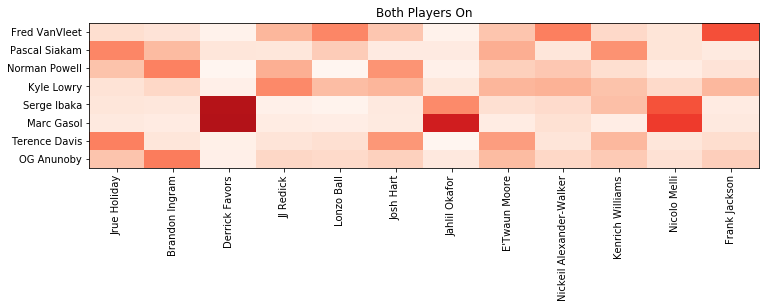 Both Players On
Fred VanVleet
Pascal Siakam
Norman Powell
Kyle Lowry
Serge Ibaka
Marc Gasol
Terence Davis
OG Anunoby
Jrue Holiday
Brandon Ingram
Derrick Favors
JJ Redick
Lonzo Ball
Josh Hart
Jahlil Okafor
E'Twaun Moore
Nickeil Alexander-Walker
Kenrich Williams
Nicolo Melli
Frank Jackson